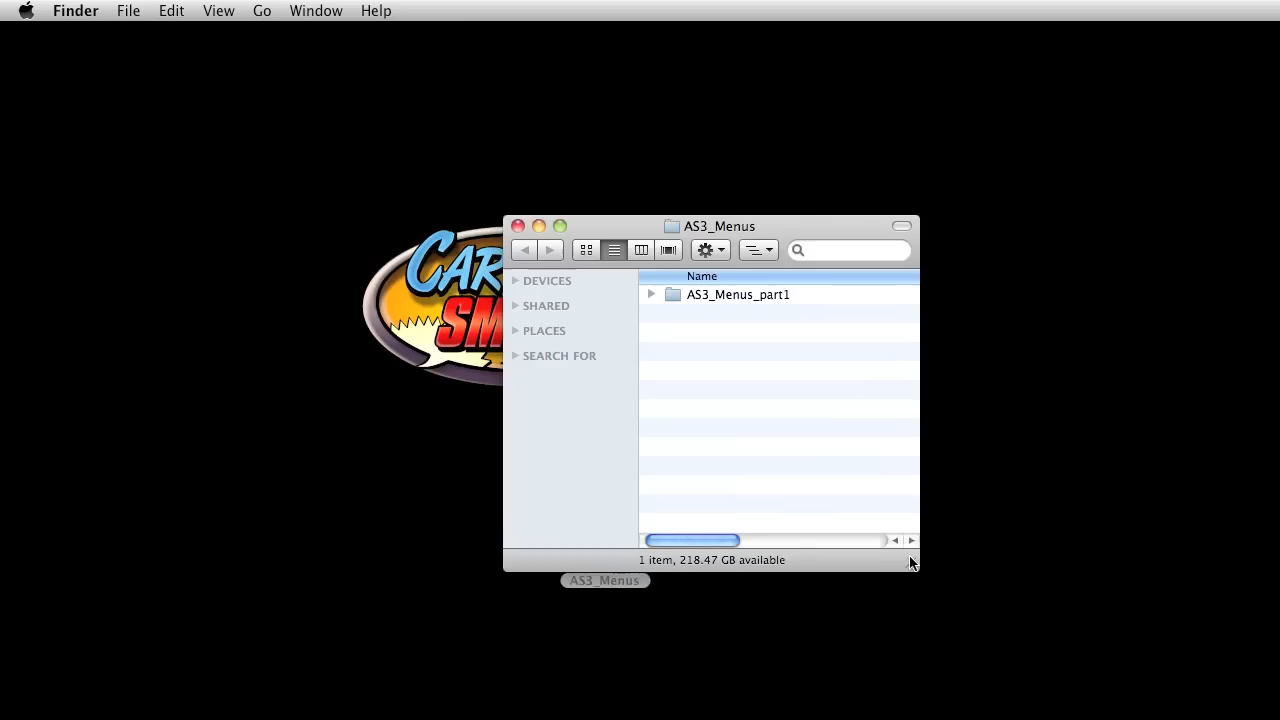 Finder File Edit View Go Window Help
AS3_Menus
DEVICES
SHARED
PLACES
SEARCH FOR
Name
AS3_Menus_part1
1 item, 218.47 GB available
AS3_Menus